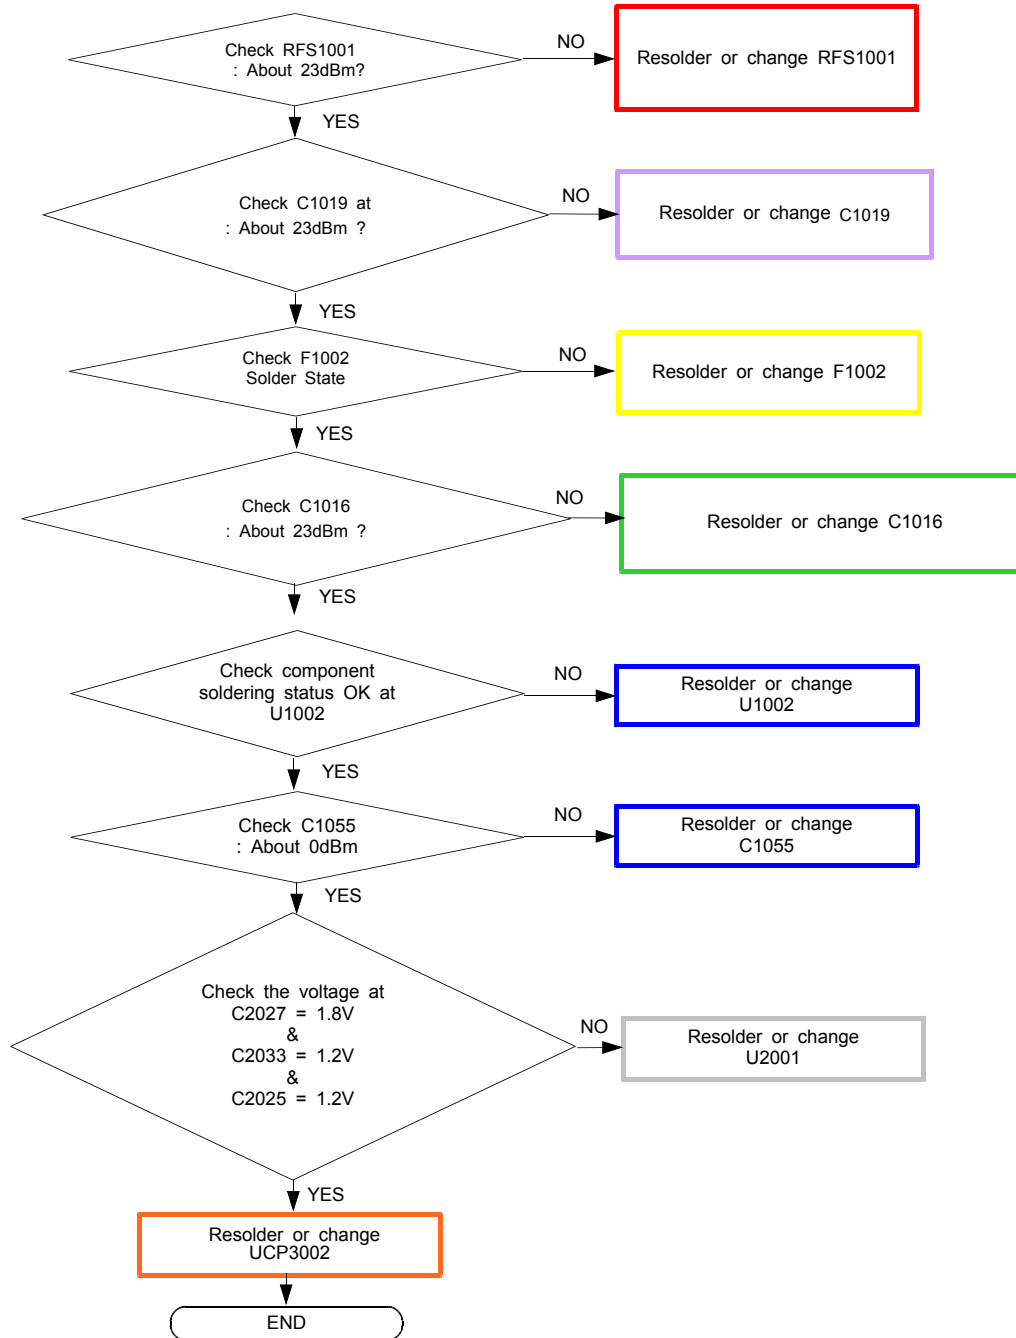 Check RFS1001
: About 23dBm?
NO
Resolder or change RFS1001
YES
Check C1019 at
: About 23dBm ?
NO
Resolder or change C1019
YES
Check F1002
Solder State
NO
Resolder or change F1002
YES
Check C1016
: About 23dBm ?
NO
Resolder or change C1016
YES
Check component
soldering status OK at
U1002
NO
Resolder or change
U1002
YES
Check C1055
: About 0dBm
NO
Resolder or change
C1055
YES
Check the voltage at
C2027 = 1.8V
&
C2033 = 1.2V
&
C2025 = 1.2V
NO
Resolder or change
U2001
YES
Resolder or change
UCP3002
END